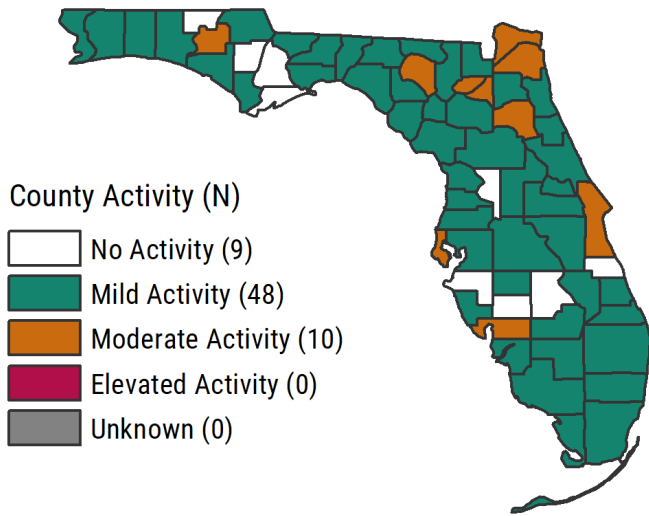 County Activity (N)
No Activity (9)
Mild Activity (48)
Moderate Activity (10)
Elevated Activity (0)
Unknown (0)